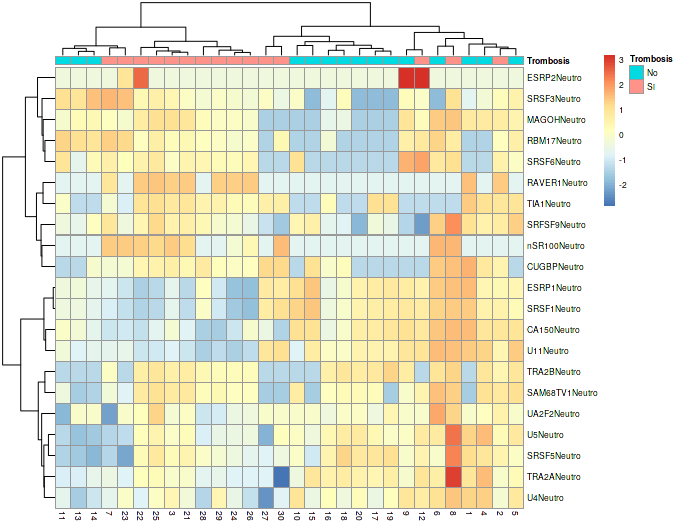 Trombosis
ESRP2Neutro
SRSF3Neutro
MAGOHNeutro
RBM17Neutro
SRSF6Neutro
RAVER1Neutro
TIA1Neutro
SRFSF9Neutro
nSR100Neutro
CUGBPNeutro
ESRP1Neutro
SRSF1Neutro
CA150Neutro
U11Neutro
TRA2BNeutro
SAM68TV1Neutro
UA2F2Neutro
U5Neutro
SRSF5Neutro
TRA2ANeutro
U4Neutro
11 13 14 7 23 22 25 3 21 28 29 24 26 27 30 10 15 16 18 20 17 19 9 12 6 8 1 4 2 5
3
2
1
0
-1
-2
Trombosis
No
SI